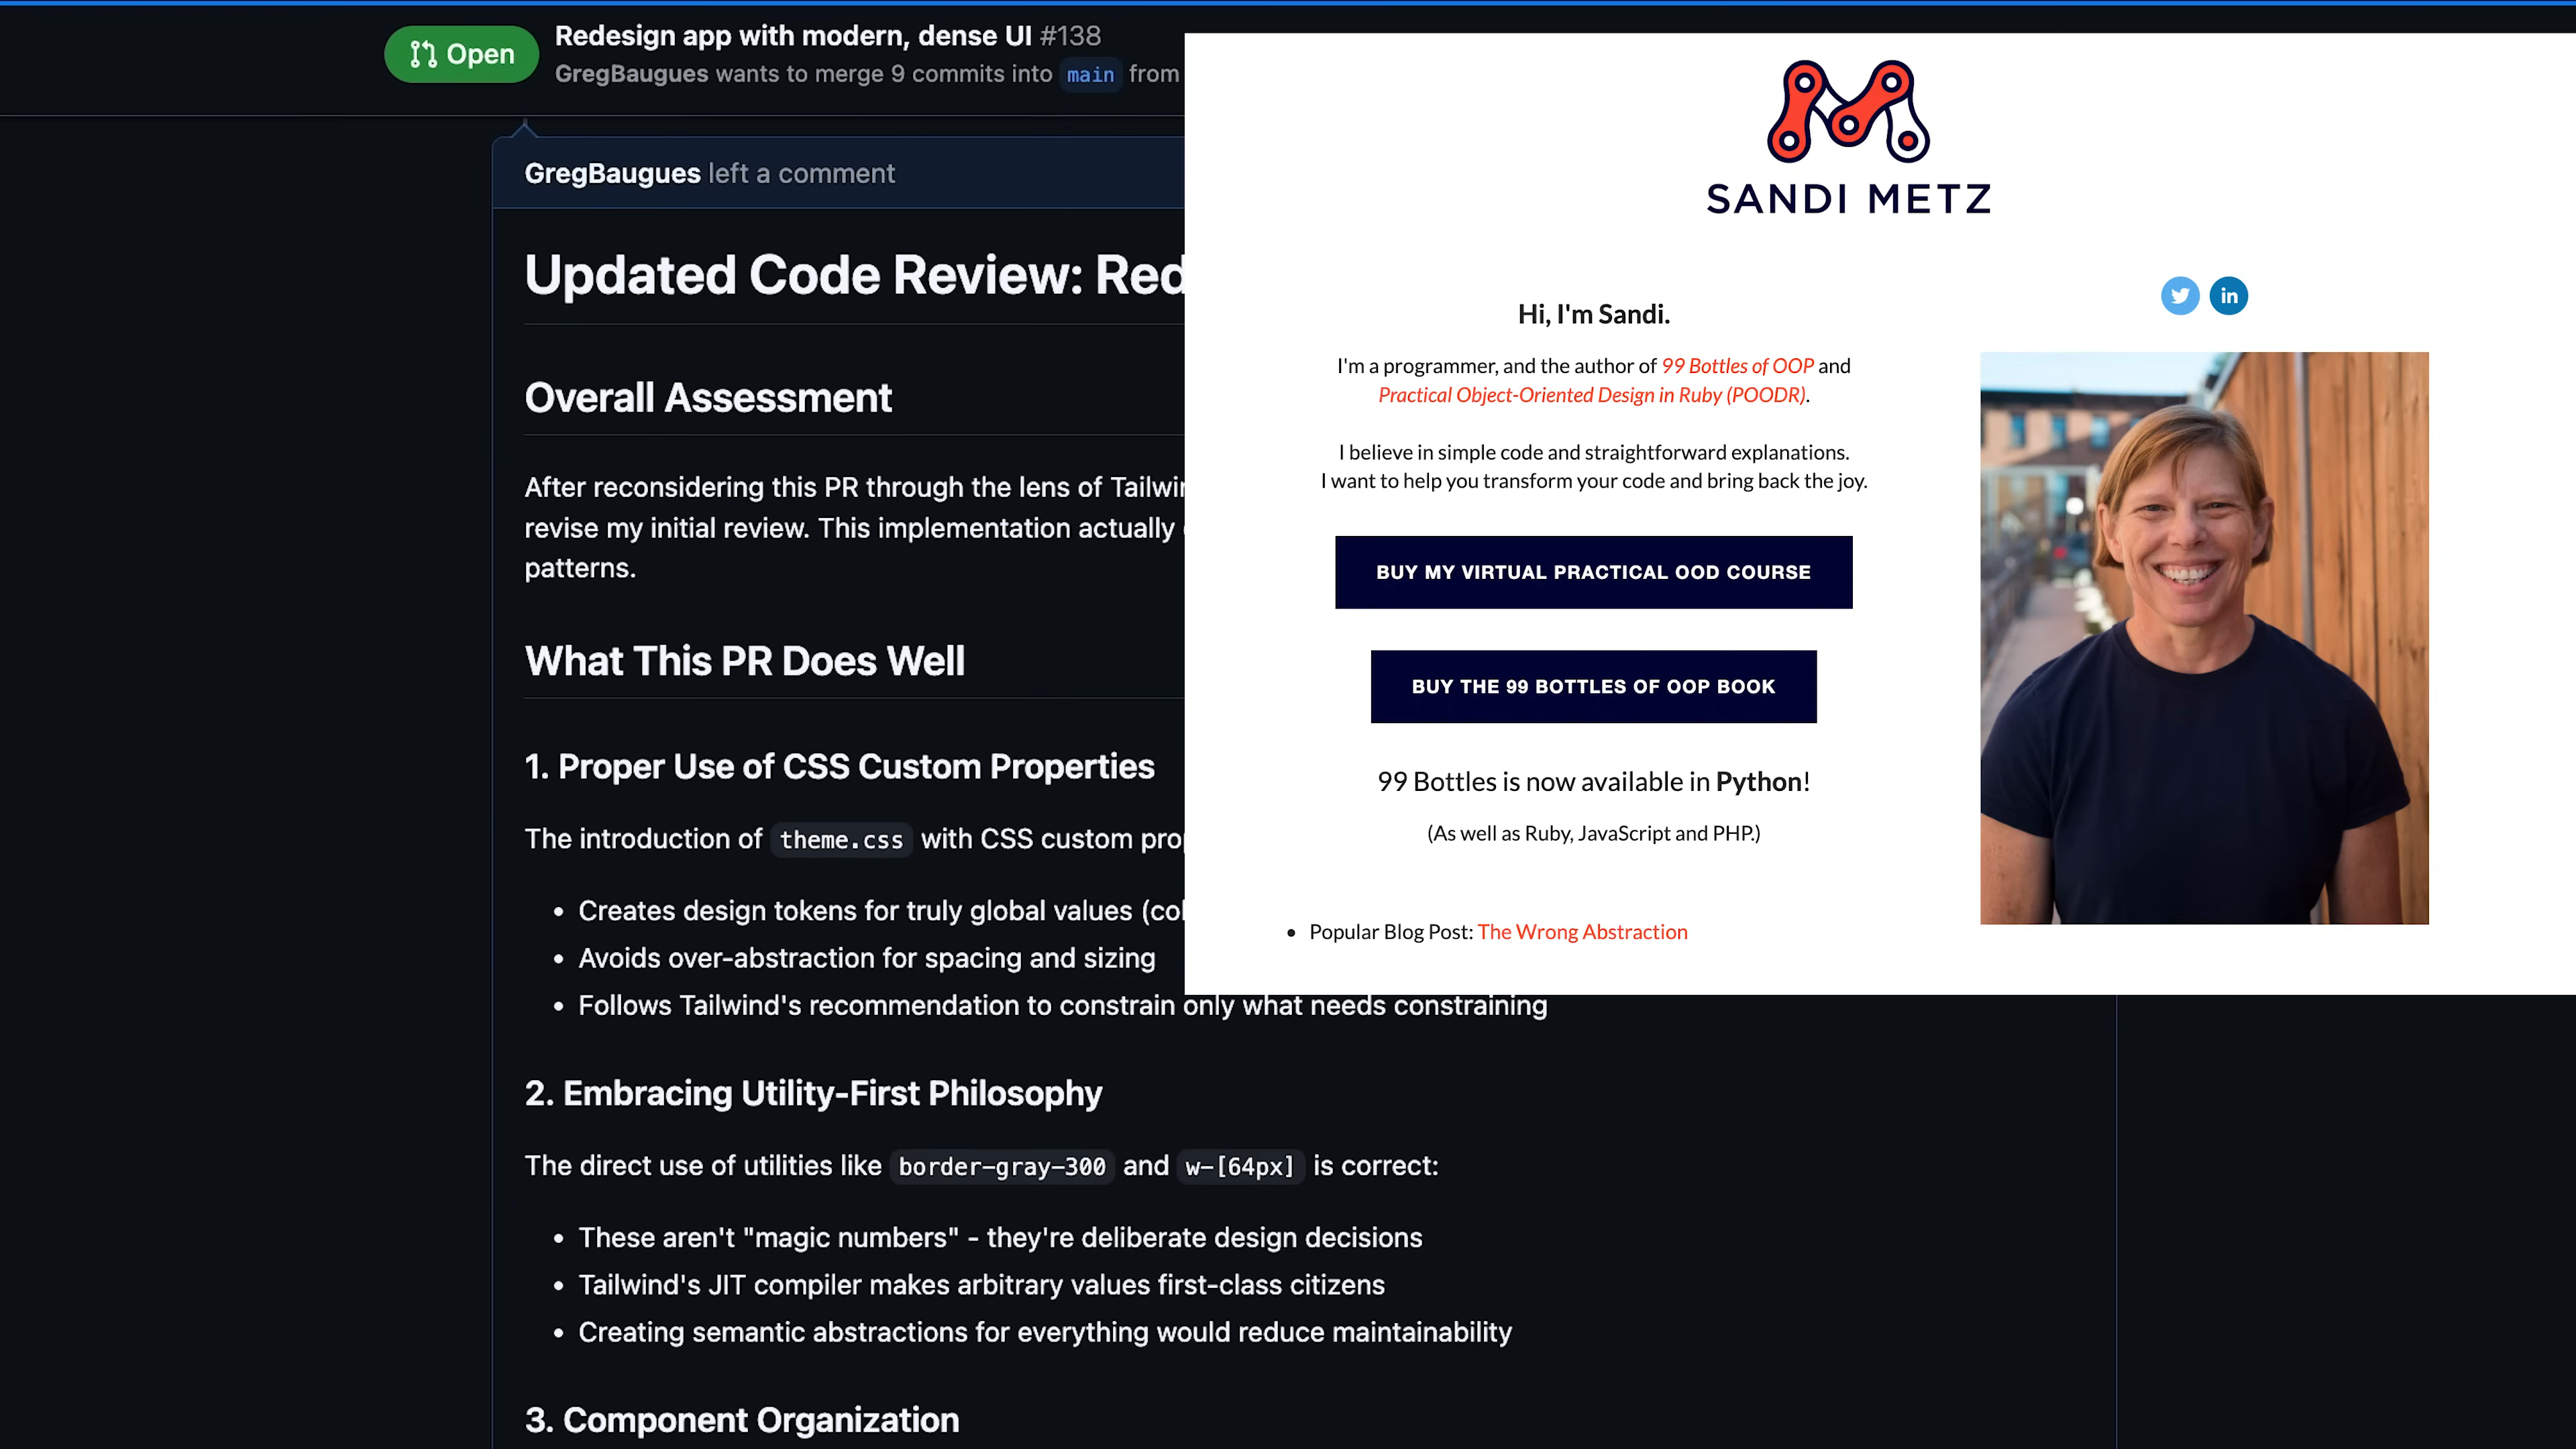 Open
Redesign app with modern, dense UI #138
GregBaugues wants to merge 9 commits into main from
GregBaugues left a comment
Updated Code Review: Red
Overall Assessment
After reconsidering this PR through the lens of
revise my initial review. This implementation actually
patterns.
What This PR Does Well
1. Proper Use of CSS Custom Properties
The introduction of theme.css with CSS custom
Creates design tokens for truly global values
Avoids over-abstraction for spacing and sizing
Follows Tailwind's recommendation to constrain only what needs constraining
2. Embracing Utility-First Philosophy
The direct use of utilities like border-gray-300 and w-[64px] is correct:
These aren't "magic numbers" - they're deliberate design decisions
Tailwind's JIT compiler makes arbitrary values first-class citizens
Creating semantic abstractions for everything would reduce maintainability
3. Component Organization
SANDI METZ
in
Hi, I'm Sandi.
I'm a programmer, and the author of 99 Bottles of OOP and
Practical Object-Oriented Design in Ruby (POODR).
I believe in simple code and straightforward explanations.
I want to help you transform your code and bring back the joy.
BUY MY VIRTUAL PRACTICAL OOD COURSE
BUY THE 99 BOTTLES OF OOP BOOK
99 Bottles is now available in Python!
(As well as Ruby, JavaScript and PHP.)
Popular Blog Post: The Wrong Abstraction